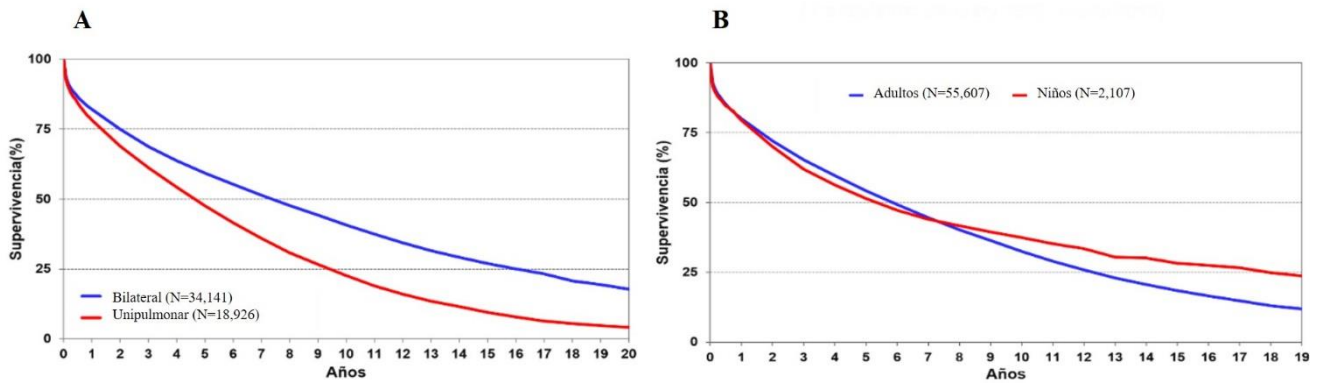 A
Supervivencia(%)
100
75
50
25
0
Bilateral (N=34,141)
Unipulmonar (N=18,926)
0 1 2 3 4 5 6 7 8 9 10 11 12 13 14 15 16 17 18 19 20
Años
B
Supervivencia (%)
100
75
50
25
0
Adultos (N=55,607) Niños (N=2,107)
0 1 2 3 4 5 6 7 8 9 10 11 12 13 14 15 17 18 19
Años